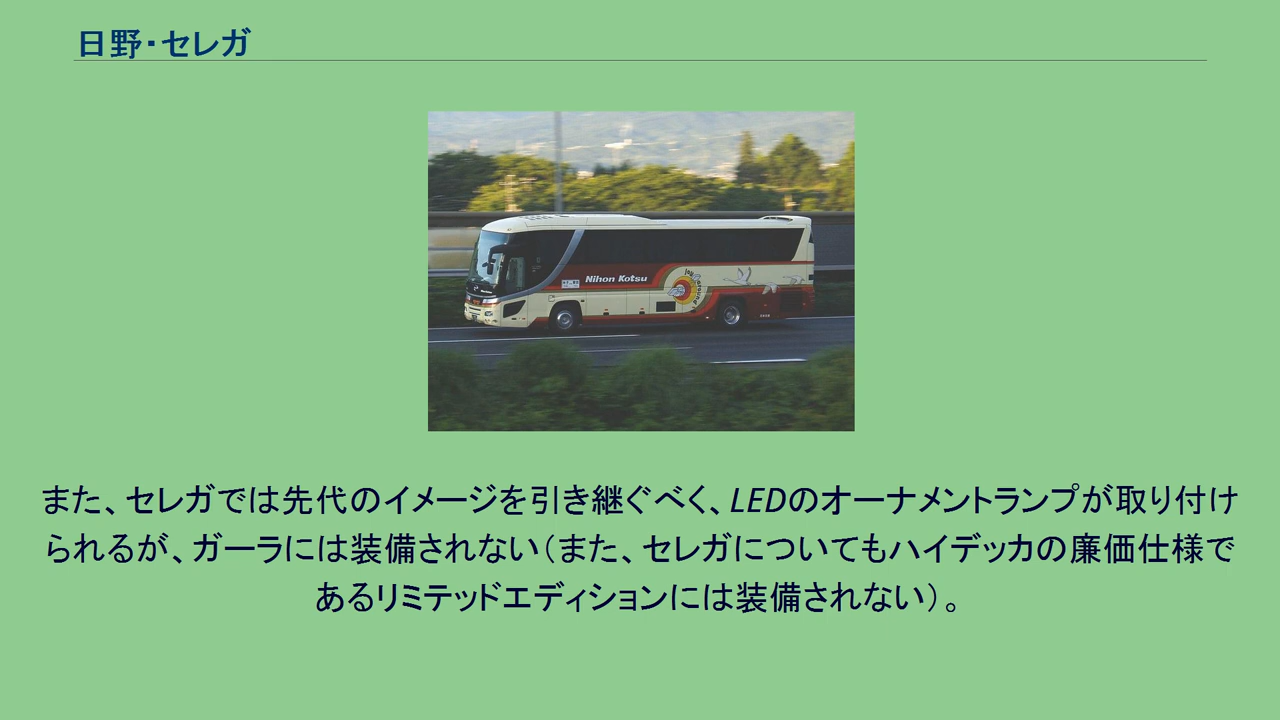 日野・セレガ
Nihon Kotsu
また、セレガでは先代のイメージを引き継ぐべく、LEDのオーナメントランプが取り付け
られるが、ガーラには装備されない（また、セレガについてもハイデッカの廉価仕様で
あるリミテッドエディションには装備されない）。